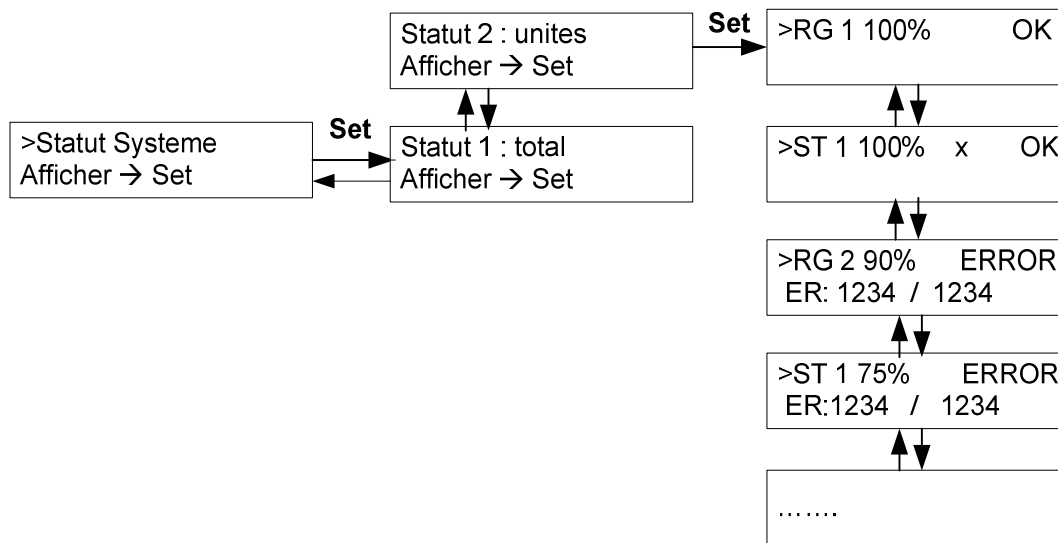 >Statut Systeme
Afficher → Set
Set
Statut 2 : unites
Afficher → Set
Statut 1 : total
Afficher → Set
Set
>RG 1 100% OK
>ST 1 100% x OK
>RG 2 90% ERROR
ER: 1234 / 1234
>ST 1 75% ERROR
ER:1234 / 1234
.......